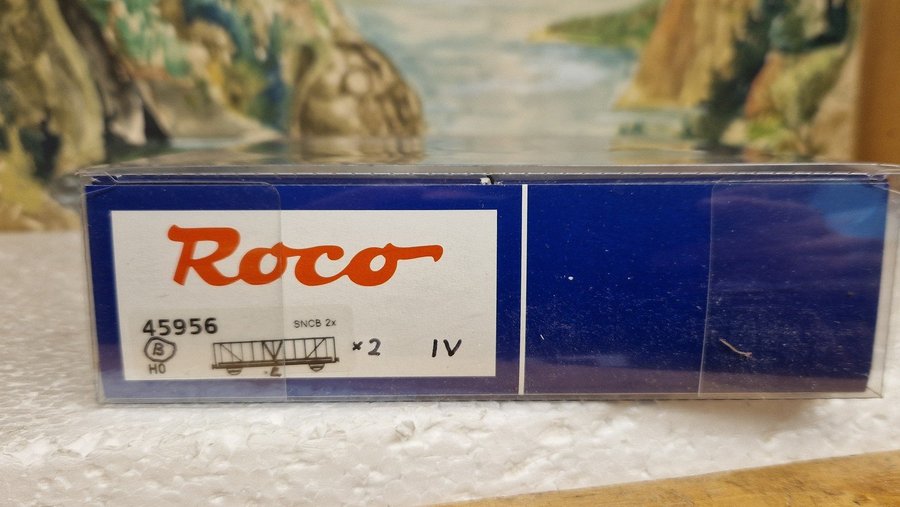 Roco
45956 SNCB 2x
B ×2 IV
H0